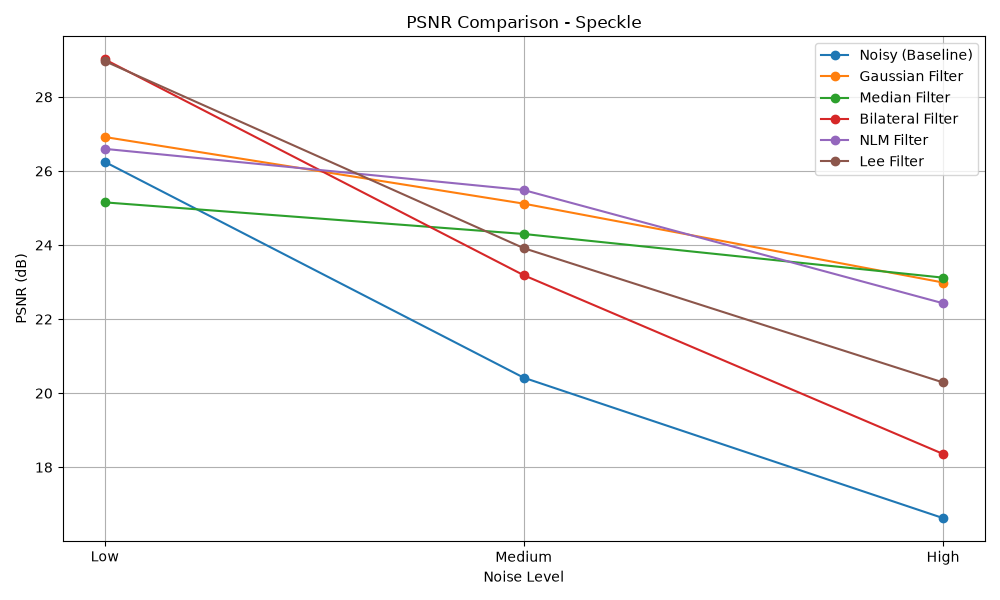 PSNR Comparison - Speckle
Noisy (Baseline)
Gaussian Filter
Median Filter
Bilateral Filter
NLM Filter
Lee Filter
PSNR (dB)
28
26
24
22
20
18
Low
Medium
High
Noise Level